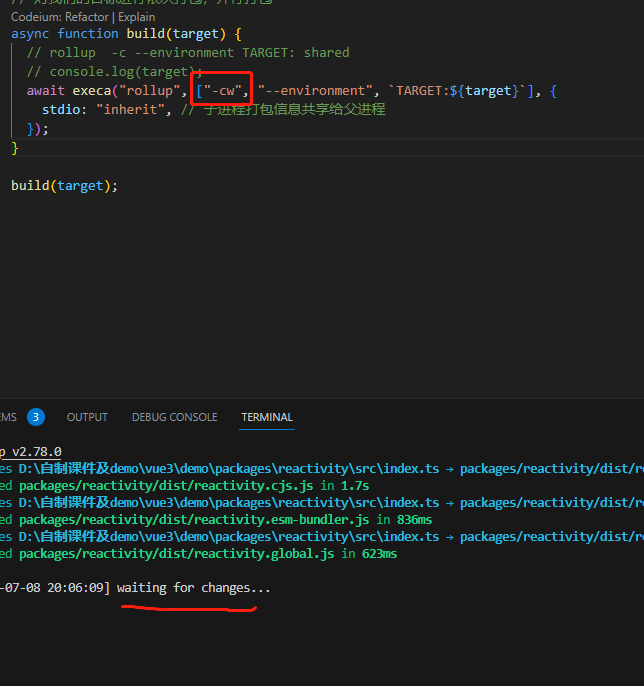 Codeium: Refactor | Explain
async function build(target) {
// rollup  -c --environment TARGET: shared
// console.log(target);
await execa("rollup", ["-cw", "--environment", `TARGET:${target}`], {
stdio: "inherit", // 子进程打包信息共享给父进程
});
}
build(target);
EMS 3 OUTPUT DEBUG CONSOLE TERMINAL
p v2.78.0
es D:\自制课件及demo\vue3\demo\packages\reactivity\src\index.ts → packages/reactivity/dist/re
ed packages/reactivity/dist/reactivity.cjs.js in 1.7s
es D:\自制课件及demo\vue3\demo\packages\reactivity\src\index.ts → packages/reactivity/dist/re
ed packages/reactivity/dist/reactivity.esm-bundler.js in 836ms
es D:\自制课件及demo\vue3\demo\packages\reactivity\src\index.ts → packages/reactivity/dist/re
ed packages/reactivity/dist/reactivity.global.js in 623ms
-07-08 20:06:09] waiting for changes...